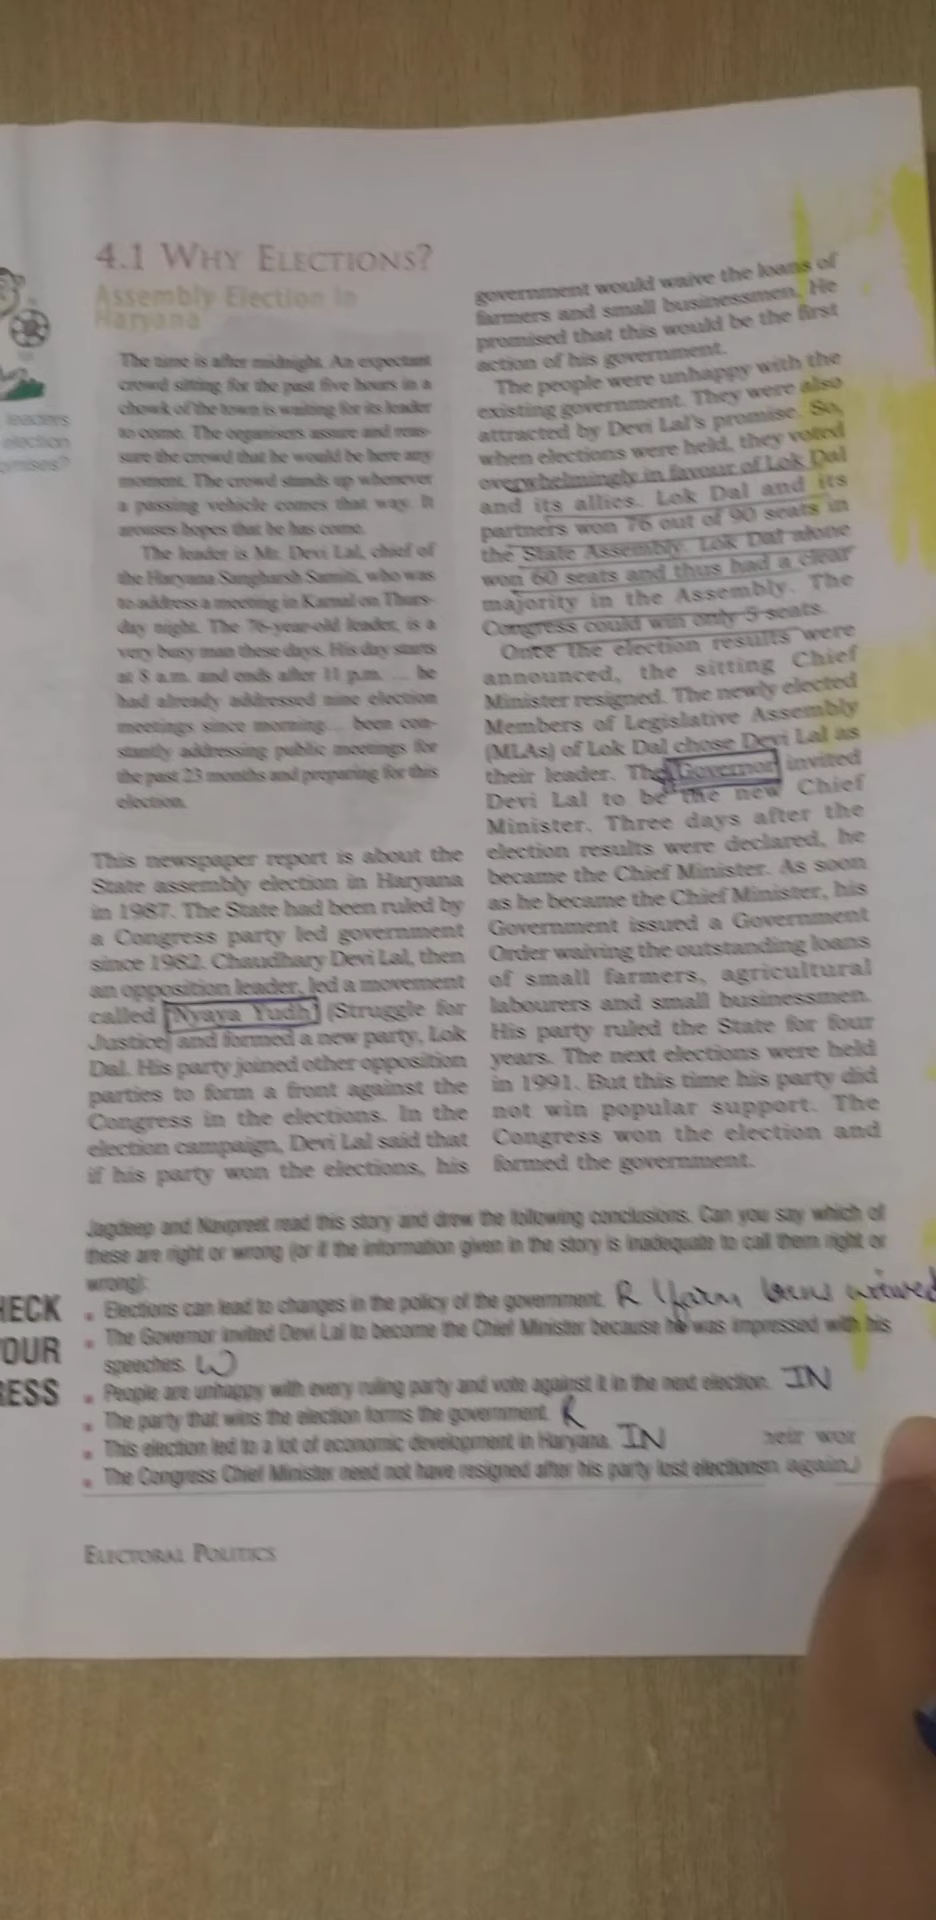 4.1 WHY ELECTIONS?
Assembly Election in
Haryana
The time is after midnight. An expectant
crowd sitting for the past five hours in a
chowk of the town is waiting for its leader
to come. The organisers assure and reas-
sure the crowd that he would be here any
moment. The crowd stands up whenever
a passing vehicle comes that way. It
arouses hopes that he has come.
The leader is Mr. Devi Lal, chief of
the Haryana Sangharsh Samiti, who was
to address a meeting in Karnal on Thurs-
day night. The 76-year-old leader, is a
very busy man these days. His day starts
at 8 a.m. and ends after 11 p.m. ... he
had already addressed nine election
meetings since morning... been con-
stantly addressing public meetings for
the past 23 months and preparing for this
election.
This newspaper report is about the
State assembly election in Haryana
in 1987. The State had been ruled by
a Congress party led government
since 1982. Chaudhary Devi Lal, then
an opposition leader, led a movement
called 'Nyaya Yudh' (Struggle for
Justice) and formed a new party, Lok
Dal. His party joined other opposition
parties to form a front against the
Congress in the elections. In the
election campaign, Devi Lal said that
if his party won the elections, his
government would waive the loans of
farmers and small businessmen. He
promised that this would be the first
action of his government.
The people were unhappy with the
existing government. They were also
attracted by Devi Lal's promise. So,
when elections were held, they voted
overwhelmingly in favour of Lok Dal
and its allies. Lok Dal and its
partners won 76 out of 90 seats in
the State Assembly. Lok Dal alone
won 60 seats and thus had a clear
majority in the Assembly. The
Congress could win only 5 seats.
Once the election results were
announced, the sitting Chief
Minister resigned. The newly elected
Members of Legislative Assembly
(MLAs) of Lok Dal chose Devi Lal as
their leader. The Governor invited
Devi Lal to be the new Chief
Minister. Three days after the
election results were declared, he
became the Chief Minister. As soon
as he became the Chief Minister, his
Government issued a Government
Order waiving the outstanding loans
of small farmers, agricultural
labourers and small businessmen.
His party ruled the State for four
years. The next elections were held
in 1991. But this time his party did
not win popular support. The
Congress won the election and
formed the government.
leaders
election
omises?
Jagdeep and Navpreet read this story and drew the following conclusions. Can you say which of
these are right or wrong (or if the information given in the story is inadequate to call them right or
wrong):
HECK
OUR
RESS
• Elections can lead to changes in the policy of the government. R farm loans
• The Governor invited Devi Lal to become the Chief Minister because he was impressed with his
speeches. W
• People are unhappy with every ruling party and vote against it in the next election. IN
• The party that wins the election forms the government. R
• This election led to a lot of economic development in Haryana. IN
• The Congress Chief Minister need not have resigned after his party lost elections
heir wor
again.)
ELECTORAL POLITICS